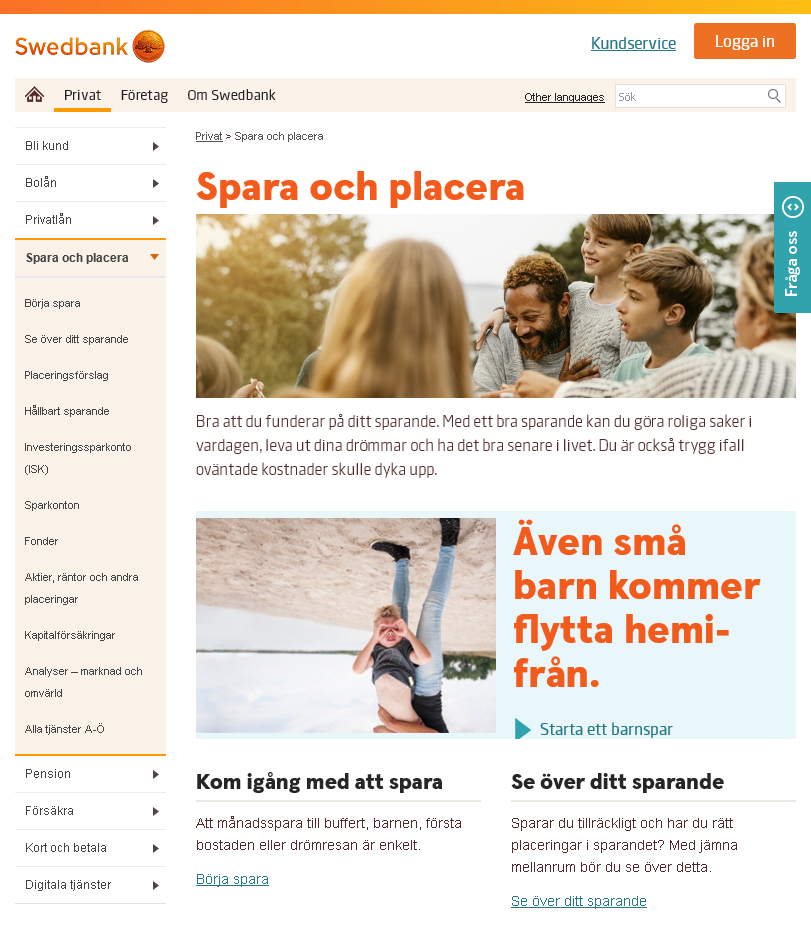 Swedbank
Kundservice
Logga in
Privat
Företag
Om Swedbank
Other languages
Sök
Bli kund
Bolån
Privatlån
Spara och placera
Börja spara
Se över ditt sparande
Placeringsförslag
Hållbart sparande
Investeringssparkonto
(ISK)
Sparkonton
Fonder
Aktier, räntor och andra
placeringar
Kapitalförsäkringar
Analyser – marknad och
omvärld
Alla tjänster A-Ö
Pension
Försäkra
Kort och betala
Digitala tjänster
Privat > Spara och placera
Spara och placera
Fråga oss
Bra att du funderar på ditt sparande. Med ett bra sparande kan du göra roliga saker i
vardagen, leva ut dina drömmar och ha det bra senare i livet. Du är också trygg ifall
oväntade kostnader skulle dyka upp.
Även små
barn kommer
flytta hemi-
från.
Starta ett barnspar
Kom igång med att spara
Att månadsspara till buffert, barnen, första
bostaden eller drömresan är enkelt.
Börja spara
Se över ditt sparande
Sparar du tillräckligt och har du rätt
placeringar i sparandet? Med jämna
mellanrum bör du se över detta.
Se över ditt sparande